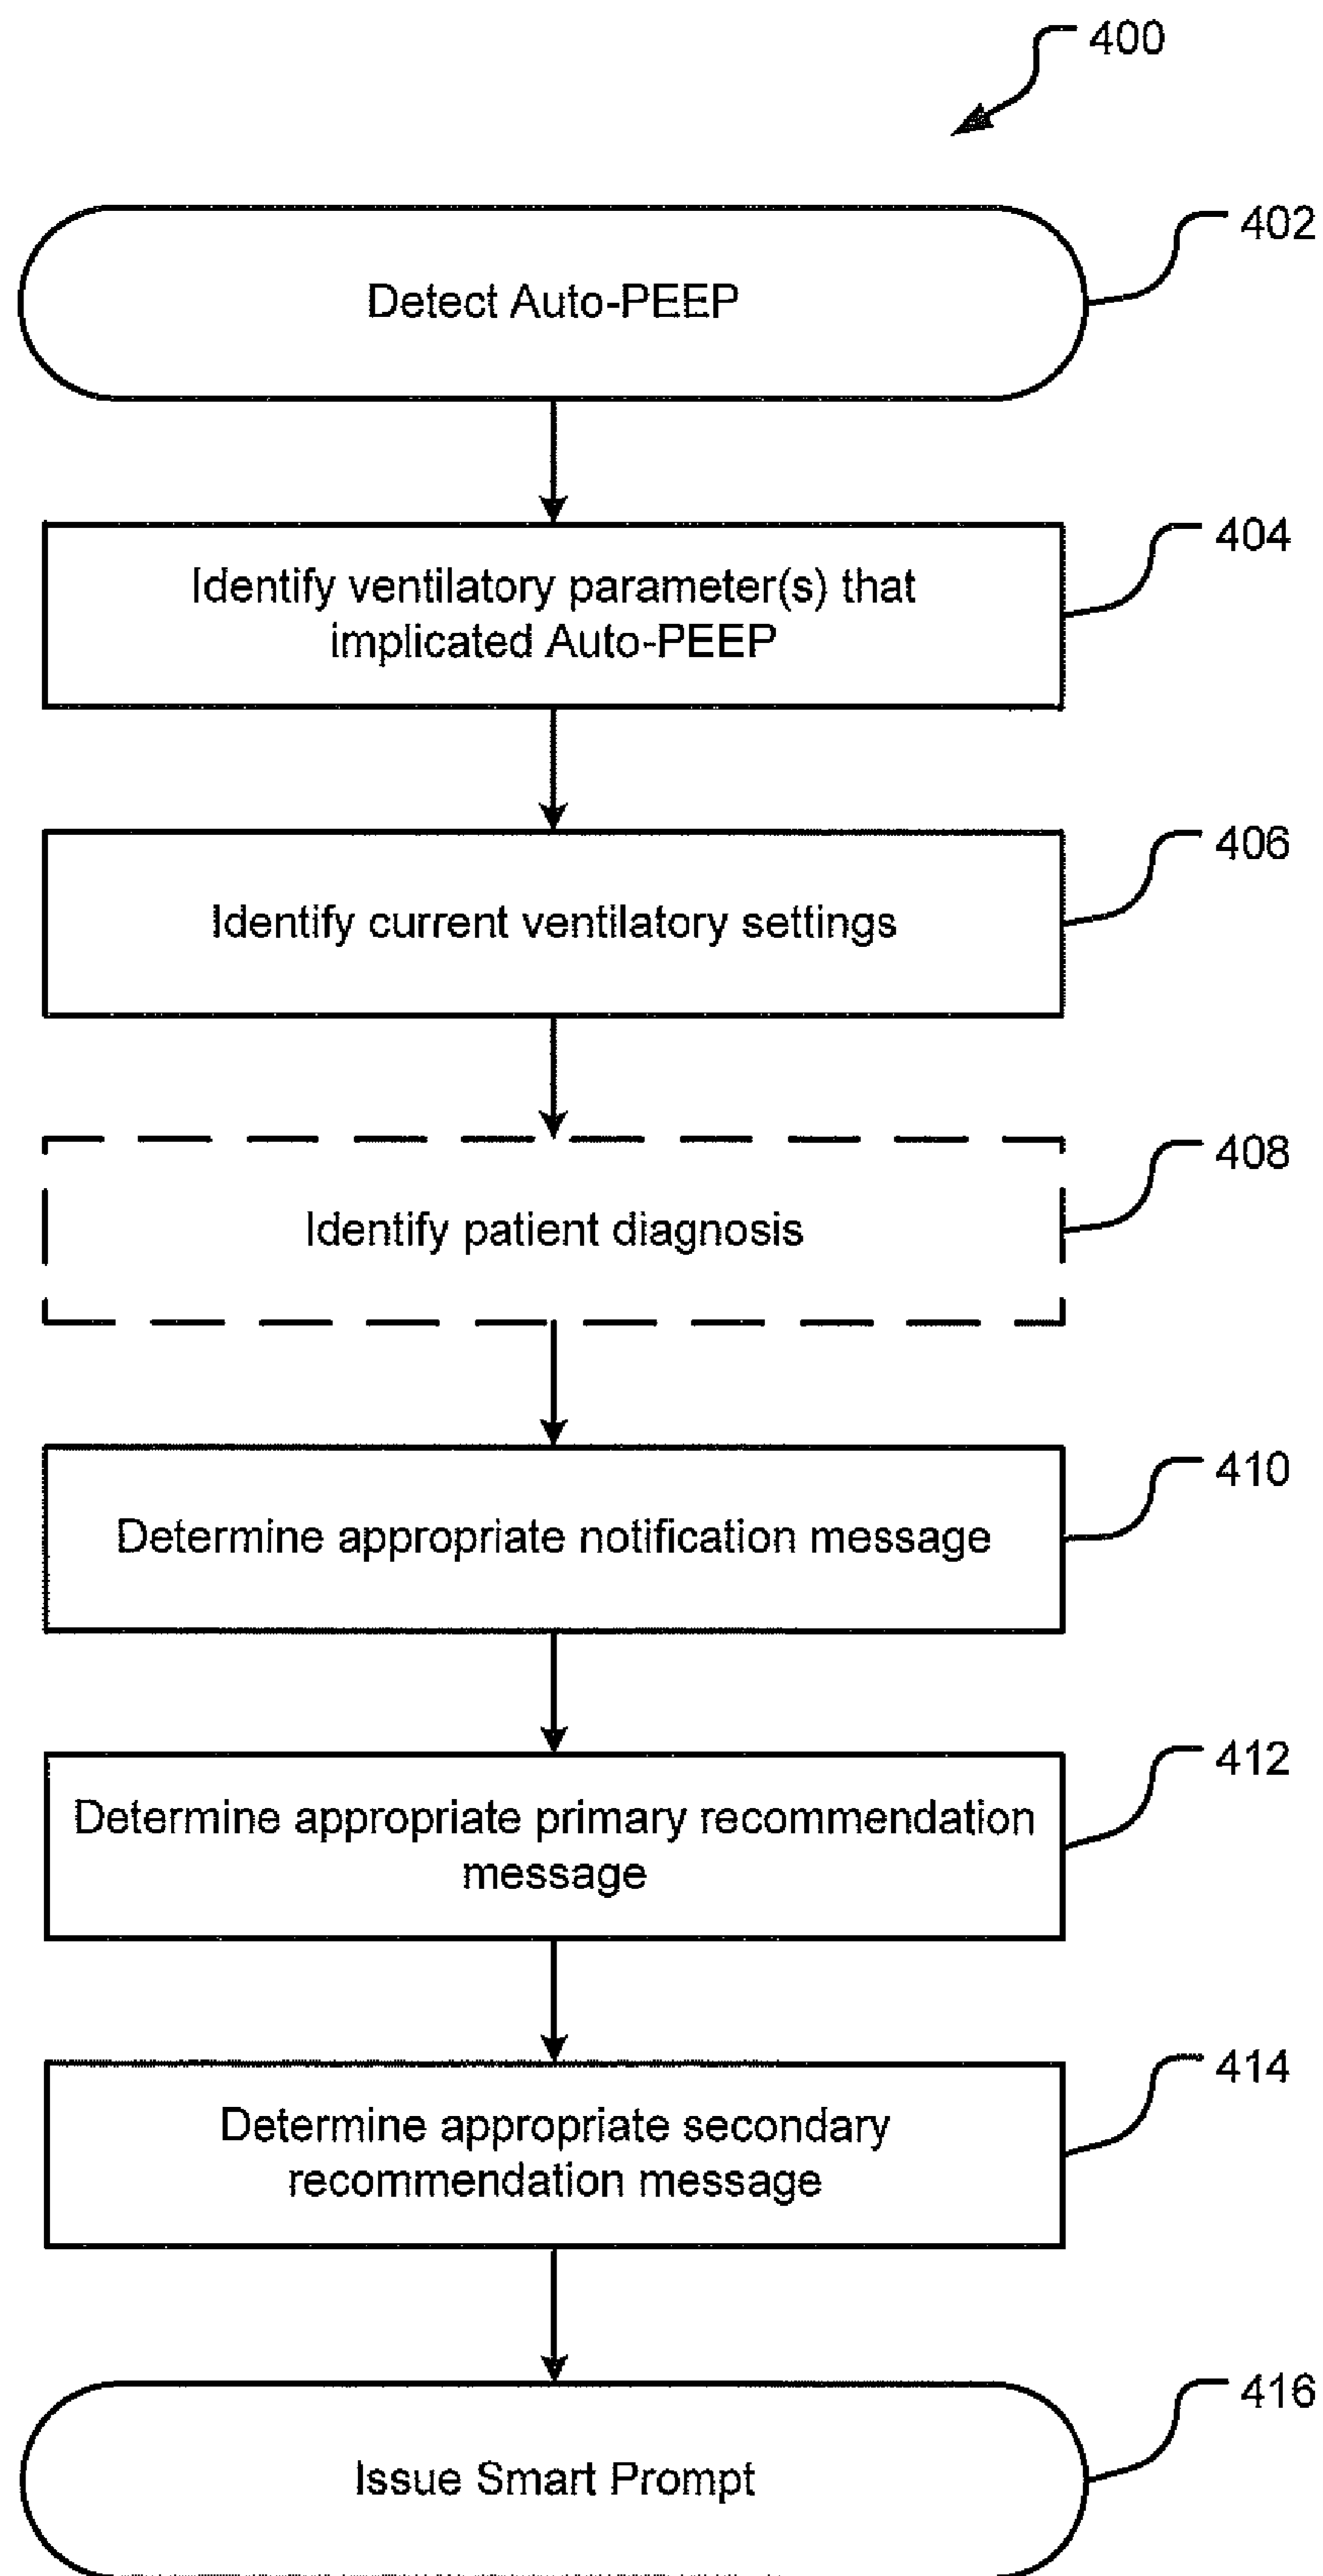 400
402
Detect Auto-PEEP
404
Identify ventilatory parameter(s) that
implicated Auto-PEEP
406
Identify current ventilatory settings
408
Identify patient diagnosis
410
Determine appropriate notification message
412
Determine appropriate primary recommendation
message
414
Determine appropriate secondary
recommendation message
416
Issue Smart Prompt